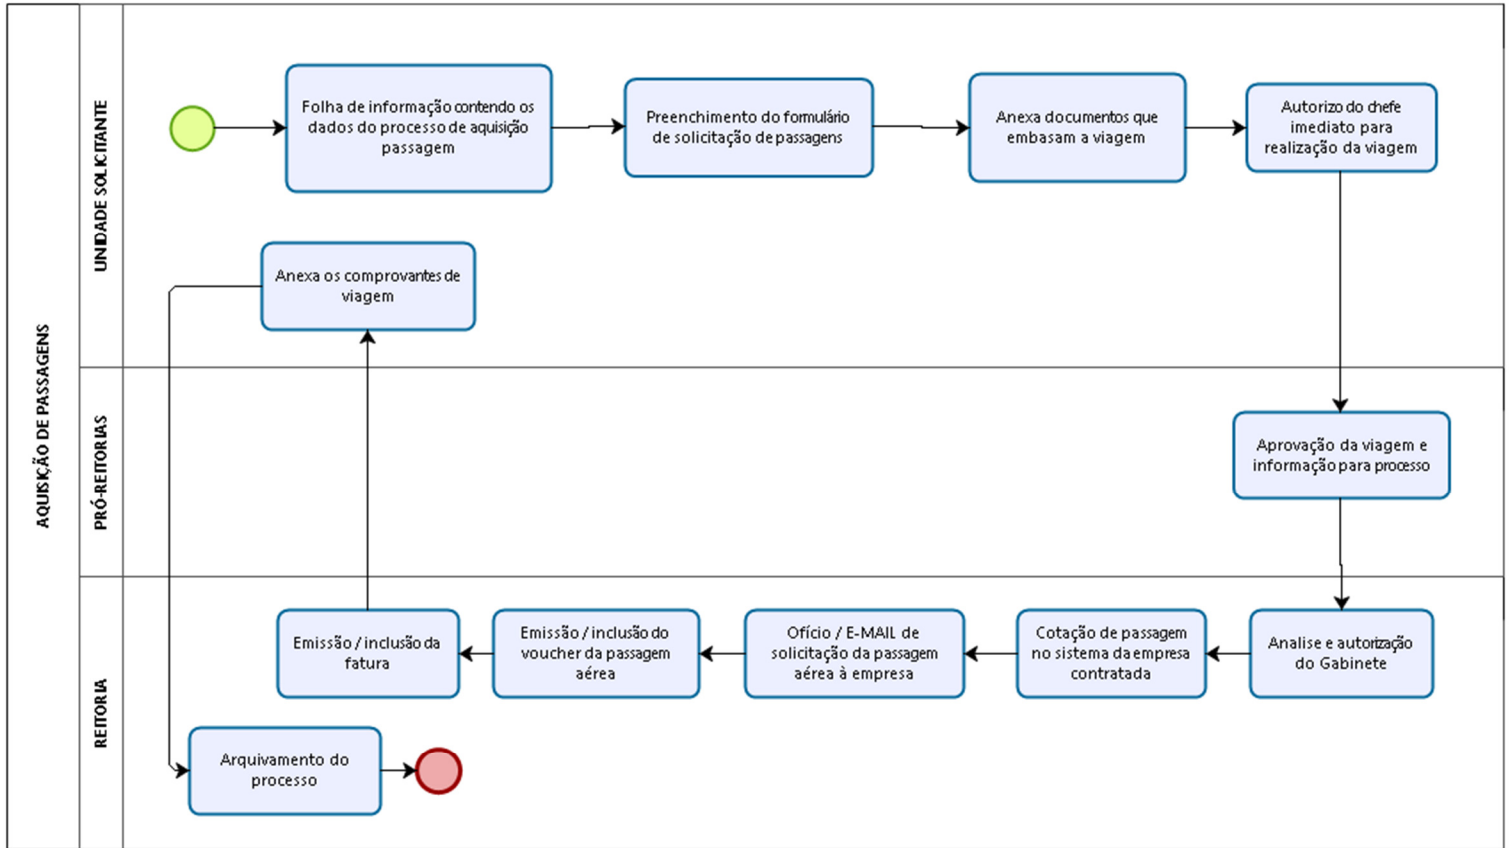 AQUISIÇÃO DE PASSAGENS
UNIDADE SOLICITANTE
Folha de informação contendo os
dados do processo de aquisição
passagem
Preenchimento do formulário
de solicitação de passagens
Anexa documentos que
embasam a viagem
Autorizo do chefe
imediato para
realização da viagem
Anexa os comprovantes de
viagem
PRÓ-REITORIAS
Aprovação da viagem e
informação para processo
REITORIA
Emissão / inclusão da
fatura
Emissão / inclusão do
voucher da passagem
aérea
Ofício / E-MAIL de
solicitação da passagem
aérea à empresa
Cotação de passagem
no sistema da empresa
contratada
Analise e autorização
do Gabinete
Arquivamento do
processo